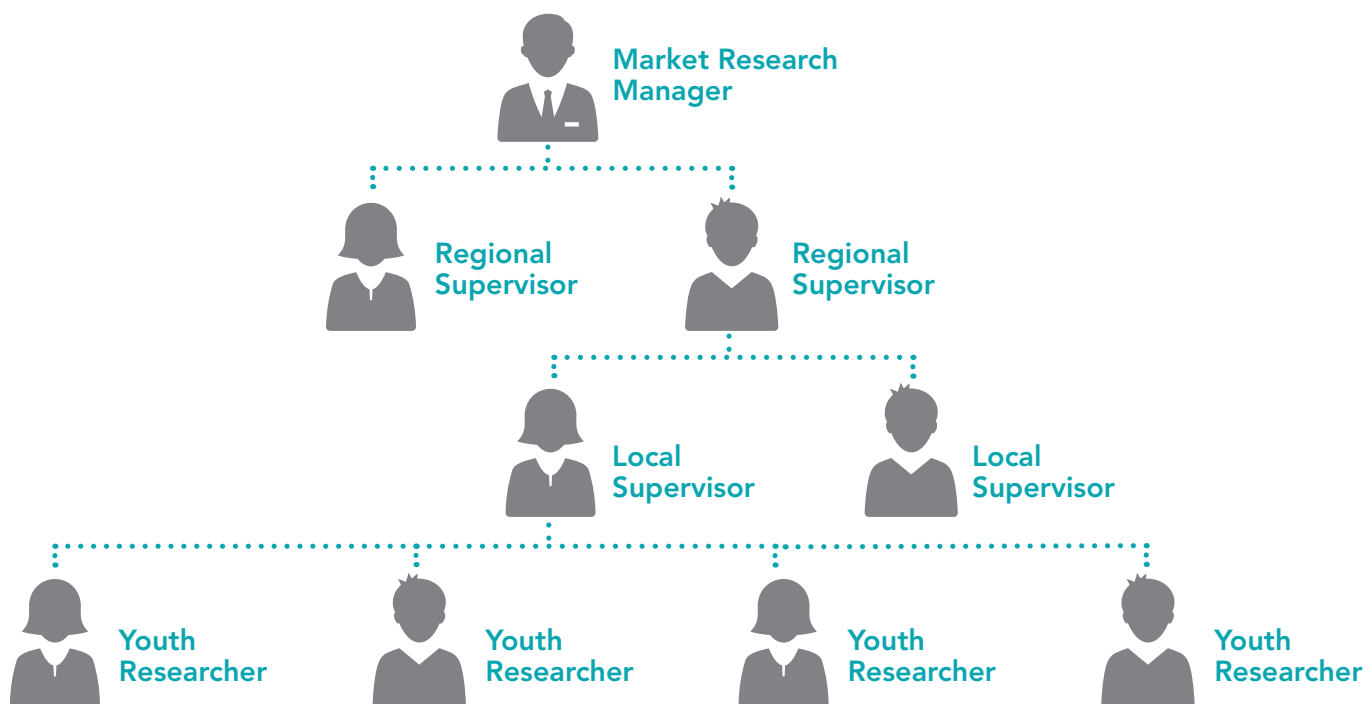 Market Research
Manager
Regional
Supervisor
Regional
Supervisor
Local
Supervisor
Local
Supervisor
Youth
Researcher
Youth
Researcher
Youth
Researcher
Youth
Researcher